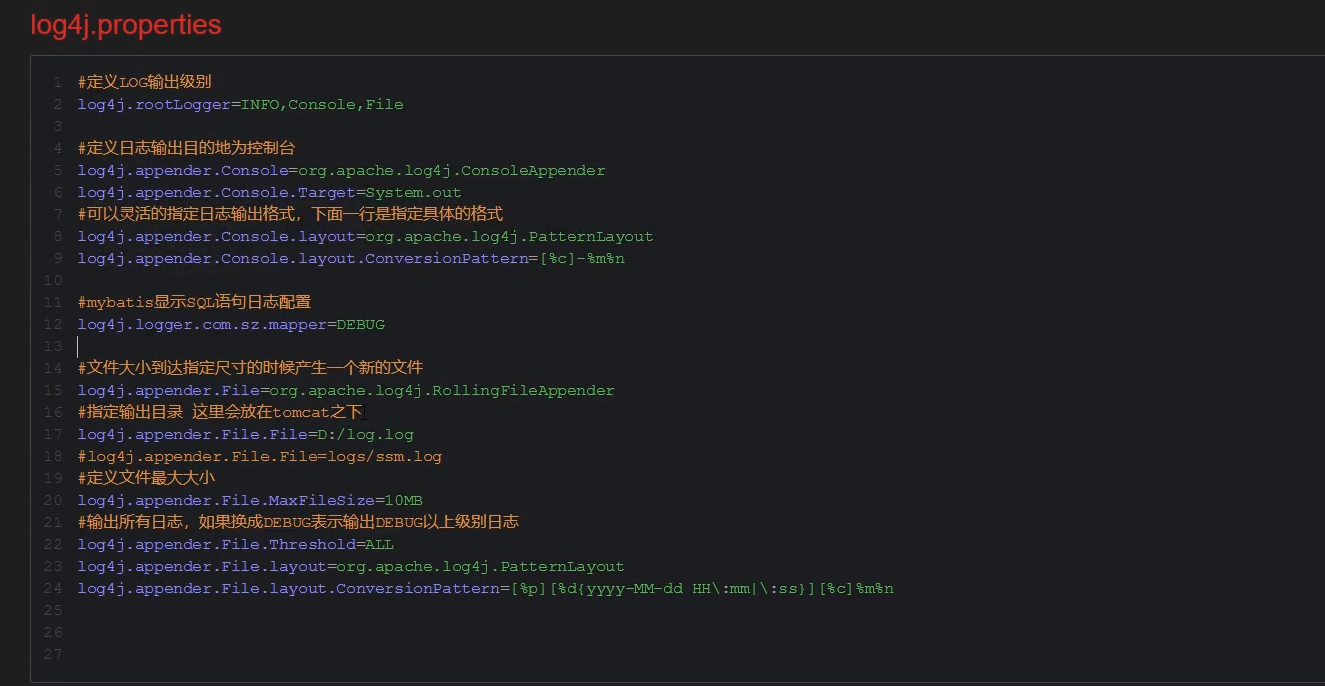 log4j.properties
1 #定义LOG输出级别
2 log4j.rootLogger=INFO,Console,File
3
4 #定义日志输出目的地为控制台
5 log4j.appender.Console=org.apache.log4j.ConsoleAppender
6 log4j.appender.Console.Target=System.out
7 #可以灵活的指定日志输出格式，下面一行是指定具体的格式
8 log4j.appender.Console.layout=org.apache.log4j.PatternLayout
9 log4j.appender.Console.layout.ConversionPattern=[%c]-%m%n
10
11 #mybatis显示SQL语句日志配置
12 log4j.logger.com.sz.mapper=DEBUG
13
14 #文件大小到达指定尺寸的时候产生一个新的文件
15 log4j.appender.File=org.apache.log4j.RollingFileAppender
16 #指定输出目录 这里会放在tomcat之下
17 log4j.appender.File.File=D:/log.log
18 #log4j.appender.File.File=logs/ssm.log
19 #定义文件最大大小
20 log4j.appender.File.MaxFileSize=10MB
21 #输出所有日志，如果换成DEBUG表示输出DEBUG以上级别日志
22 log4j.appender.File.Threshold=ALL
23 log4j.appender.File.layout=org.apache.log4j.PatternLayout
24 log4j.appender.File.layout.ConversionPattern=[%p][%d{yyyy-MM-dd HH\:mm|\:ss}][%c]%m%n
25
26
27